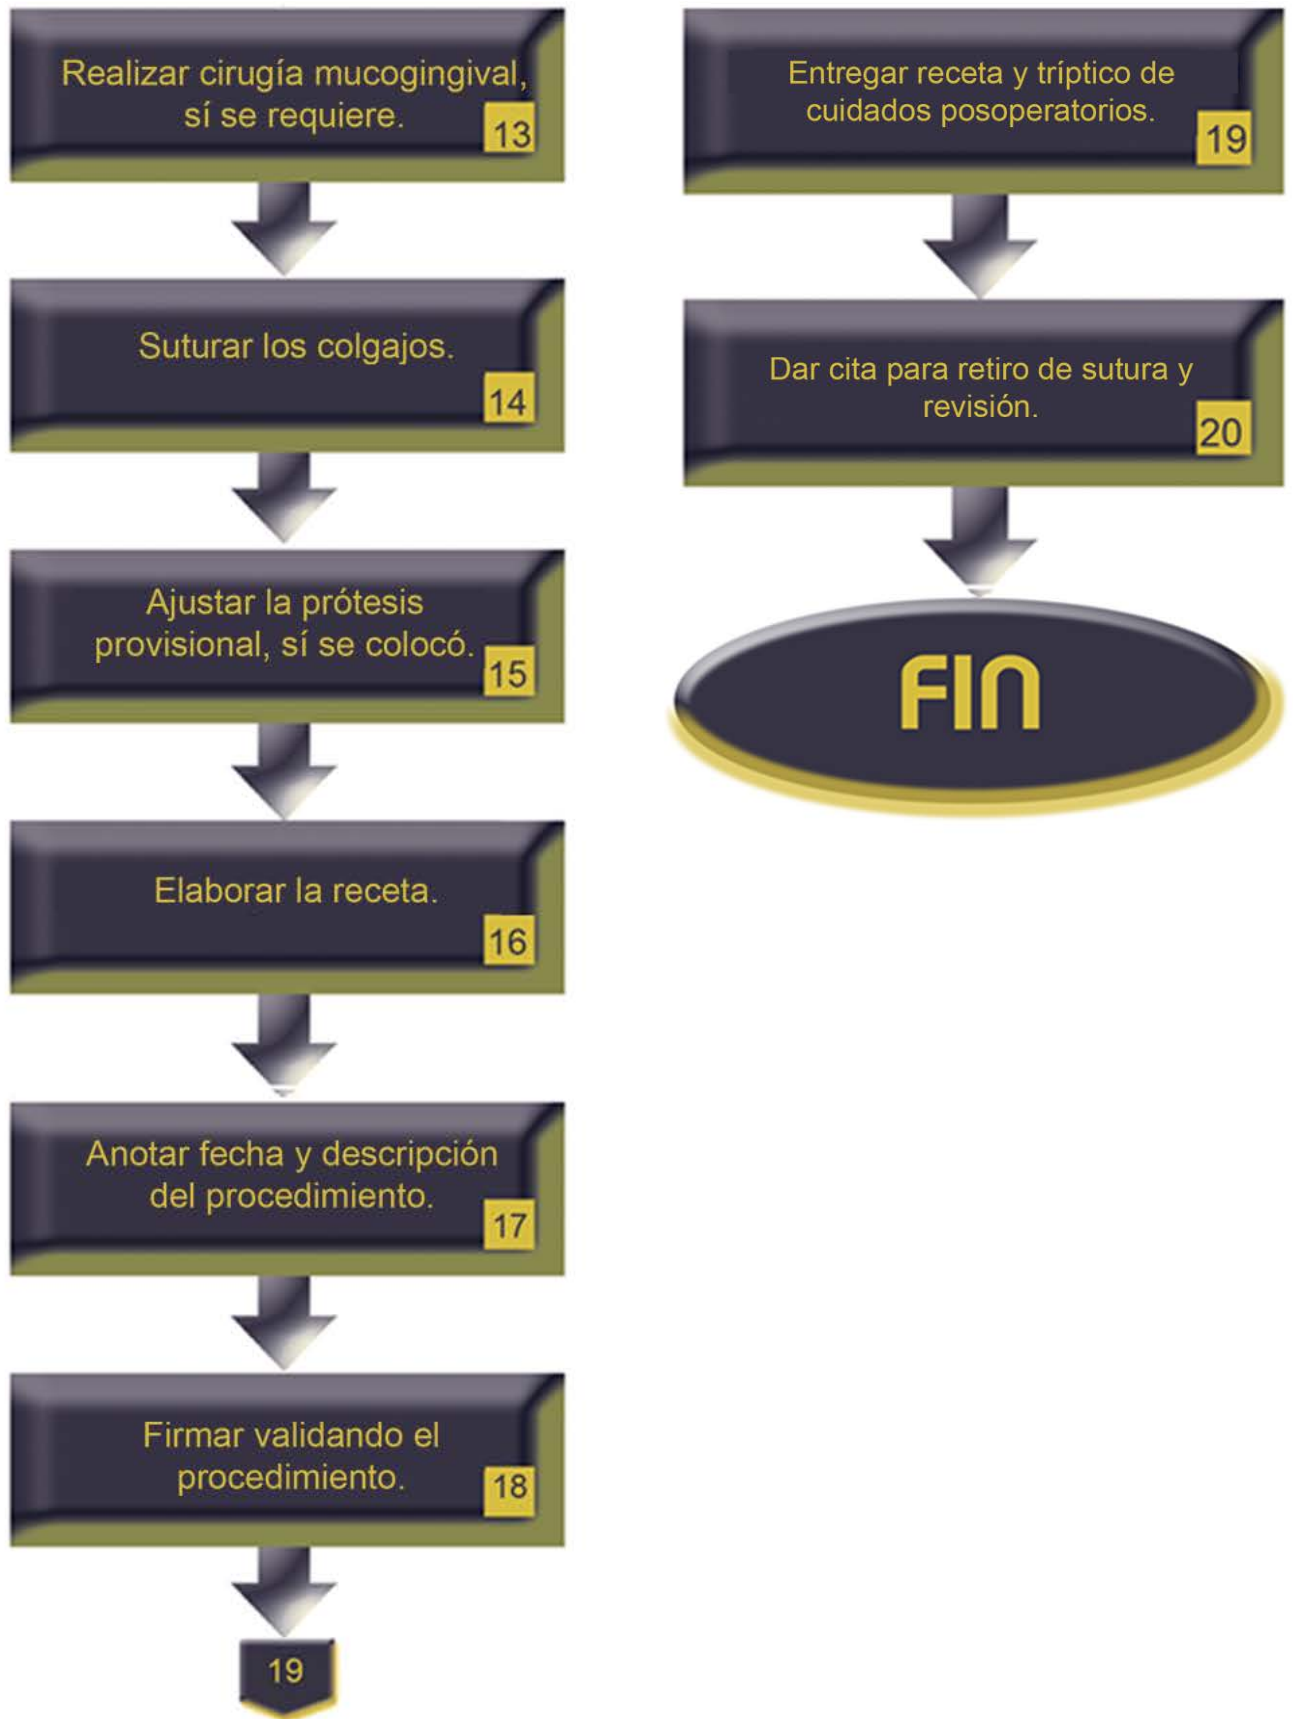 Realizar cirugía mucogingival,
sí se requiere.
13
Suturar los colgajos.
14
Ajustar la prótesis
provisional, sí se colocó.
15
Elaborar la receta.
16
Anotar fecha y descripción
del procedimiento.
17
Firmar validando el
procedimiento.
18
19
Entregar receta y tríptico de
cuidados posoperatorios.
19
Dar cita para retiro de sutura y
revisión.
20
FIN